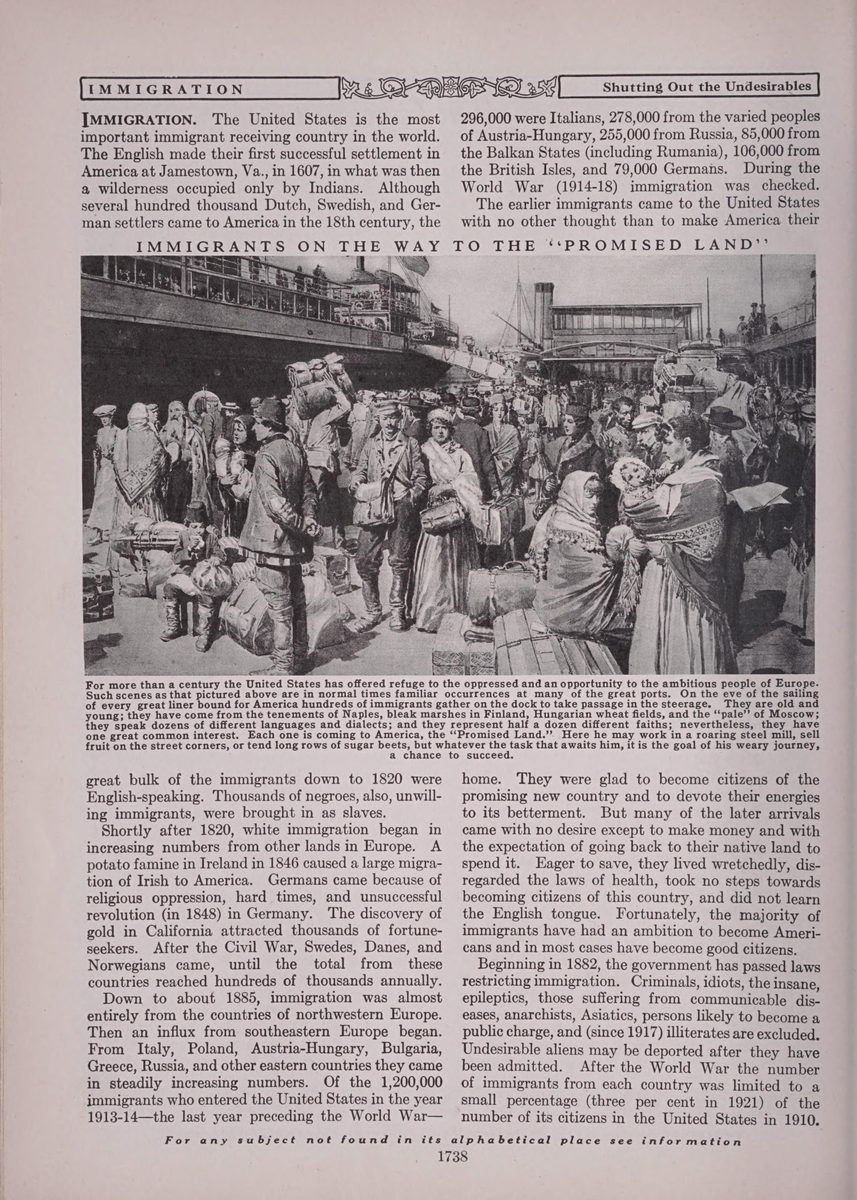 IMMIGRATION
Shutting Out the Undesirables
IMMIGRATION. The United States is the most
important immigrant receiving country in the world.
The English made their first successful settlement in
America at Jamestown, Va., in 1607, in what was then
a wilderness occupied only by Indians. Although
several hundred thousand Dutch, Swedish, and Ger-
man settlers came to America in the 18th century, the
296,000 were Italians, 278,000 from the varied peoples
of Austria-Hungary, 255,000 from Russia, 85,000 from
the Balkan States (including Rumania), 106,000 from
the British Isles, and 79,000 Germans. During the
World War (1914-18) immigration was checked.
The earlier immigrants came to the United States
with no other thought than to make America their
IMMIGRANTS ON THE WAY TO THE "PROMISED LAND"
For more than a century the United States has offered refuge to the oppressed and an opportunity to the ambitious people of Europe.
Such scenes as that pictured above are in normal times familiar occurrences at many of the great ports. On the eve of the sailing
of every great liner bound for America hundreds of immigrants gather on the dock to take passage in the steerage. They are old and
young; they have come from the tenements of Naples, bleak marshes in Finland, Hungarian wheat fields, and the "pale" of Moscow;
they speak dozens of different languages and dialects; and they represent half a dozen different faiths; nevertheless, they have
one great common interest. Each one is coming to America, the "Promised Land." Here he may work in a roaring steel mill, sell
fruit on the street corners, or tend long rows of sugar beets, but whatever the task that awaits him, it is the goal of his weary journey,
a chance to succeed.
great bulk of the immigrants down to 1820 were
English-speaking. Thousands of negroes, also, unwill-
ing immigrants, were brought in as slaves.
Shortly after 1820, white immigration began in
increasing numbers from other lands in Europe. A
potato famine in Ireland in 1846 caused a large migra-
tion of Irish to America. Germans came because of
religious oppression, hard times, and unsuccessful
revolution (in 1848) in Germany. The discovery of
gold in California attracted thousands of fortune-
seekers. After the Civil War, Swedes, Danes, and
Norwegians came, until the total from these
countries reached hundreds of thousands annually.
Down to about 1885, immigration was almost
entirely from the countries of northwestern Europe.
Then an influx from southeastern Europe began.
From Italy, Poland, Austria-Hungary, Bulgaria,
Greece, Russia, and other eastern countries they came
in steadily increasing numbers. Of the 1,200,000
immigrants who entered the United States in the year
1913-14—the last year preceding the World War—
home. They were glad to become citizens of the
promising new country and to devote their energies
to its betterment. But many of the later arrivals
came with no desire except to make money and with
the expectation of going back to their native land to
spend it. Eager to save, they lived wretchedly, dis-
regarded the laws of health, took no steps towards
becoming citizens of this country, and did not learn
the English tongue. Fortunately, the majority of
immigrants have had an ambition to become Ameri-
cans and in most cases have become good citizens.
Beginning in 1882, the government has passed laws
restricting immigration. Criminals, idiots, the insane,
epileptics, those suffering from communicable dis-
eases, anarchists, Asiatics, persons likely to become a
public charge, and (since 1917) illiterates are excluded.
Undesirable aliens may be deported after they have
been admitted. After the World War the number
of immigrants from each country was limited to a
small percentage (three per cent in 1921) of the
number of its citizens in the United States in 1910.
For any subject not found in its alphabetical place see information
1738